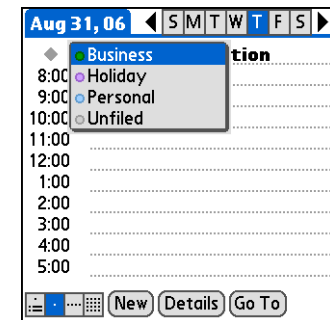 Aug 31, 06 S M T W T F S
Business
tion
8:00 Holiday
9:00 Personal
10:00 Unfiled
11:00
12:00
1:00
2:00
3:00
4:00
5:00
New Details Go To